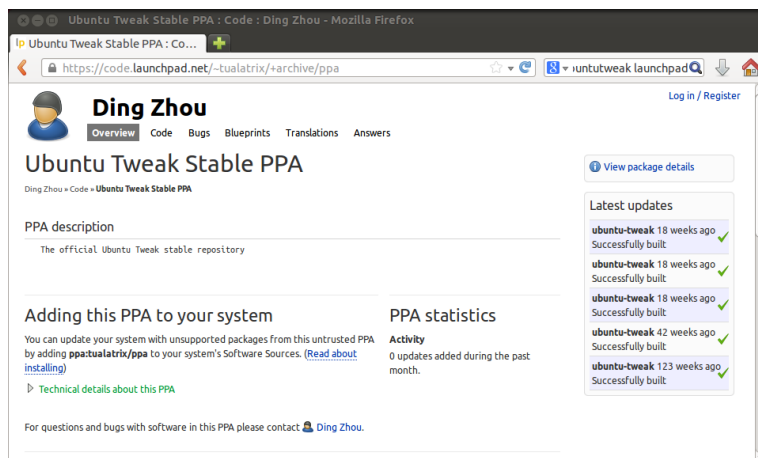 Ubuntu Tweak Stable PPA : Code : Ding Zhou - Mozilla Firefox
lp Ubuntu Tweak Stable PPA : Co...
https://code.launchpad.net/~tualatrix/+archive/ppa
untutweak launchpad
Log in / Register
Ding Zhou
Overview Code Bugs Blueprints Translations Answers
Ubuntu Tweak Stable PPA
Ding Zhou » Code » Ubuntu Tweak Stable PPA
PPA description
The official Ubuntu Tweak stable repository
Adding this PPA to your system
You can update your system with unsupported packages from this untrusted PPA
by adding ppa:tualatrix/ppa to your system's Software Sources. (Read about
installing)
Technical details about this PPA
For questions and bugs with software in this PPA please contact Ding Zhou.
PPA statistics
Activity
0 updates added during the past
month.
View package details
Latest updates
ubuntu-tweak 18 weeks ago
Successfully built
ubuntu-tweak 18 weeks ago
Successfully built
ubuntu-tweak 18 weeks ago
Successfully built
ubuntu-tweak 42 weeks ago
Successfully built
ubuntu-tweak 123 weeks ago
Successfully built